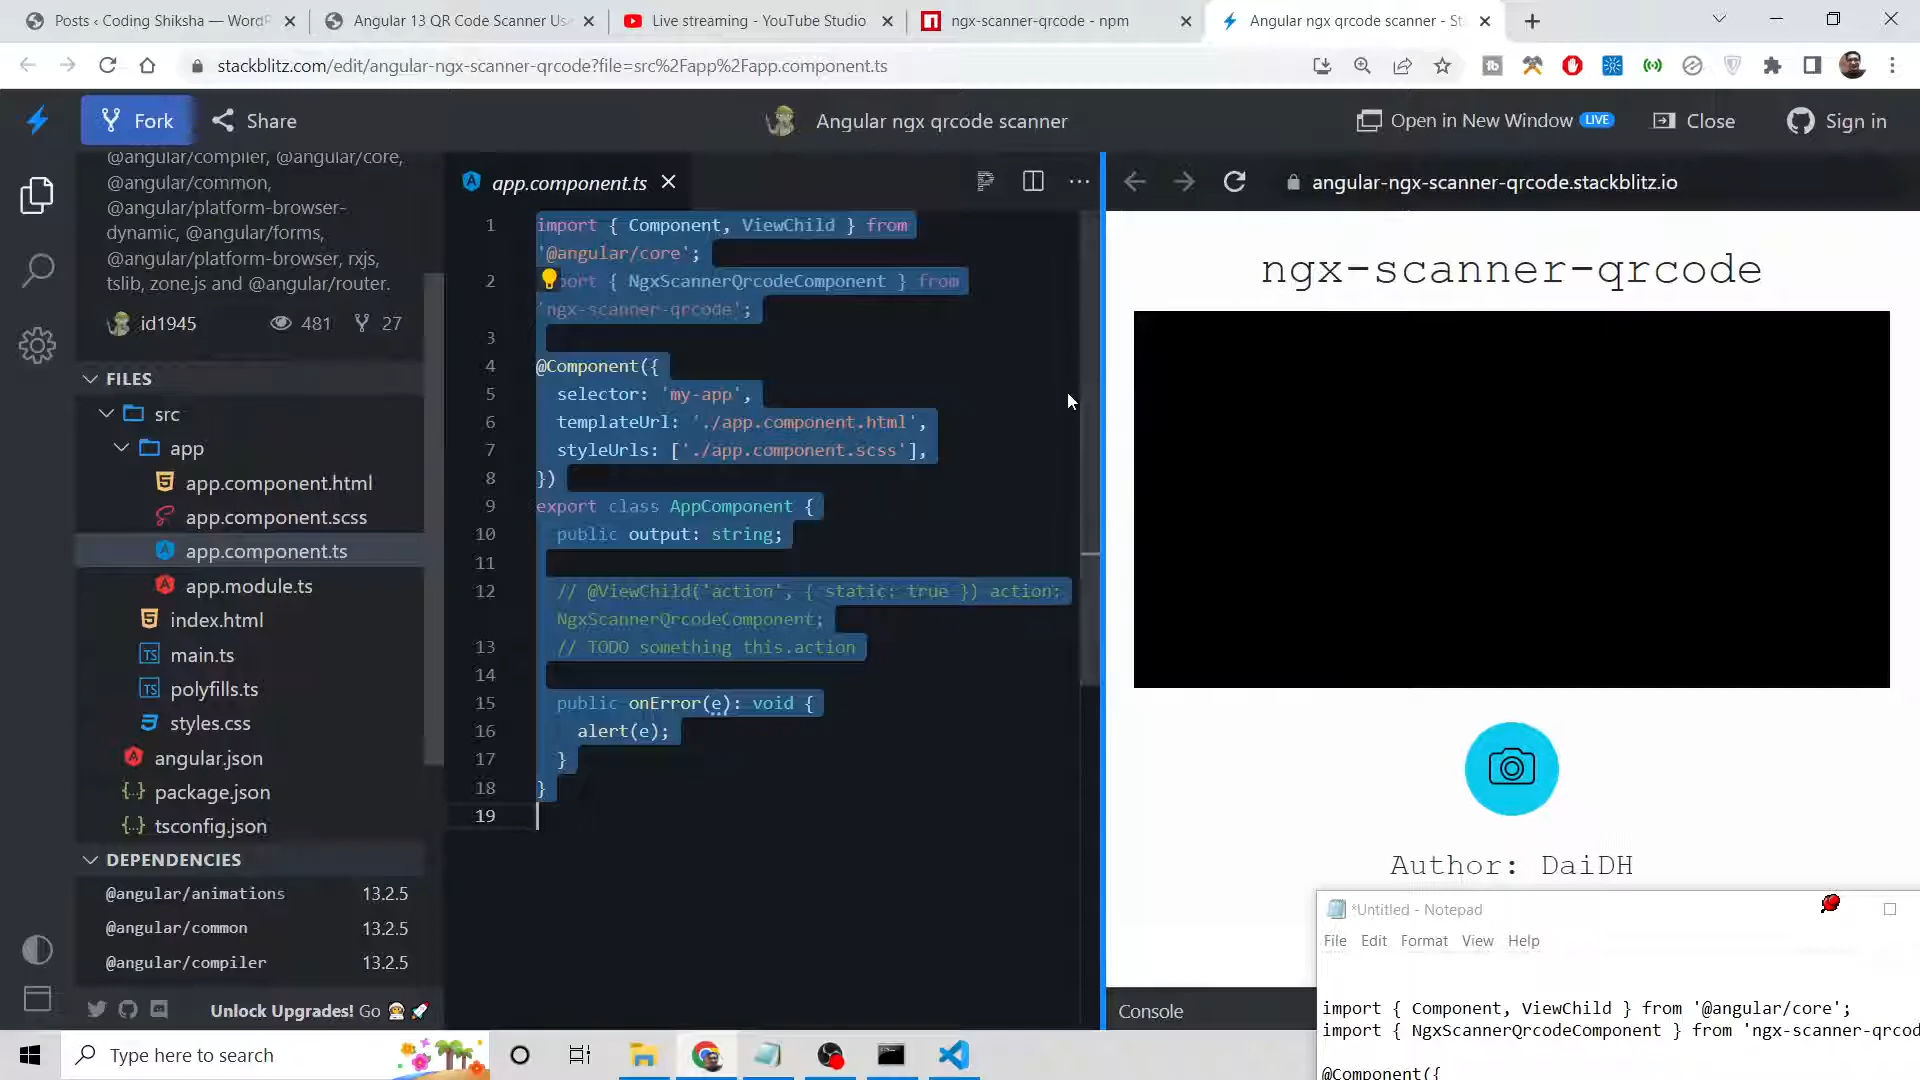 Posts ‹ Coding Shiksha — WordP
Angular 13 QR Code Scanner Us
Live streaming - YouTube Studio
ngx-scanner-qrcode - npm
Angular ngx qrcode scanner - St
stackblitz.com/edit/angular-ngx-scanner-qrcode?file=src%2Fapp%2Fapp.component.ts
Fork
Share
Angular ngx qrcode scanner
Open in New Window LIVE
Close
Sign in
@angular/compiler, @angular/core,
@angular/common,
@angular/platform-browser-
dynamic, @angular/forms,
@angular/platform-browser, rxjs,
tslib, zone.js and @angular/router.
id1945 481 27
FILES
src
app
app.component.html
app.component.scss
app.component.ts
app.module.ts
index.html
main.ts
polyfills.ts
styles.css
angular.json
package.json
tsconfig.json
DEPENDENCIES
@angular/animations 13.2.5
@angular/common 13.2.5
@angular/compiler 13.2.5
Unlock Upgrades! Go
app.component.ts
1 import { Component, ViewChild } from
'@angular/core';
2 port { NgxScannerQrcodeComponent } from
'ngx-scanner-qrcode';
3
4 @Component({
5 selector: 'my-app',
6 templateUrl: './app.component.html',
7 styleUrls: ['./app.component.scss'],
8 })
9 export class AppComponent {
10 public output: string;
11
12 // @ViewChild('action', { static: true }) action:
NgxScannerQrcodeComponent;
13 // TODO something this.action
14
15 public onError(e): void {
16 alert(e);
17 }
18 }
19
angular-ngx-scanner-qrcode.stackblitz.io
ngx-scanner-qrcode
Author: DaiDH
Console
*Untitled - Notepad
File Edit Format View Help
import { Component, ViewChild } from '@angular/core';
import { NgxScannerQrcodeComponent } from 'ngx-scanner-qrcod
@Component({
Type here to search